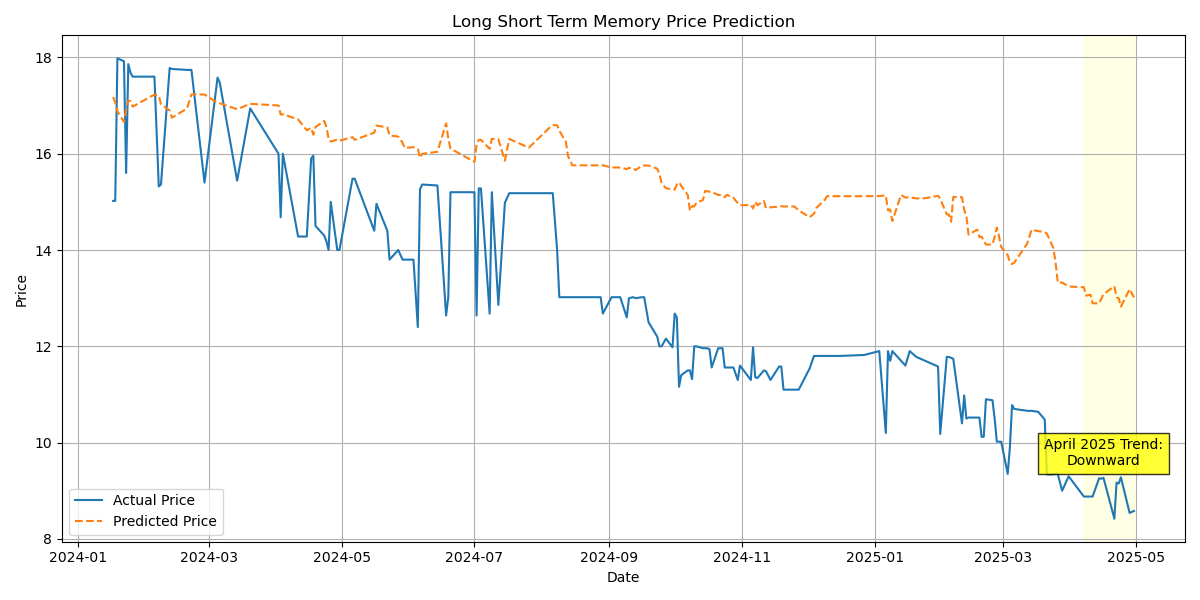 Long Short Term Memory Price Prediction
Price
18
16
14
12
10
8
April 2025 Trend:
Downward
Actual Price
Predicted Price
2024-01 2024-03 2024-05 2024-07 2024-09 2024-11 2025-01 2025-03 2025-05
Date